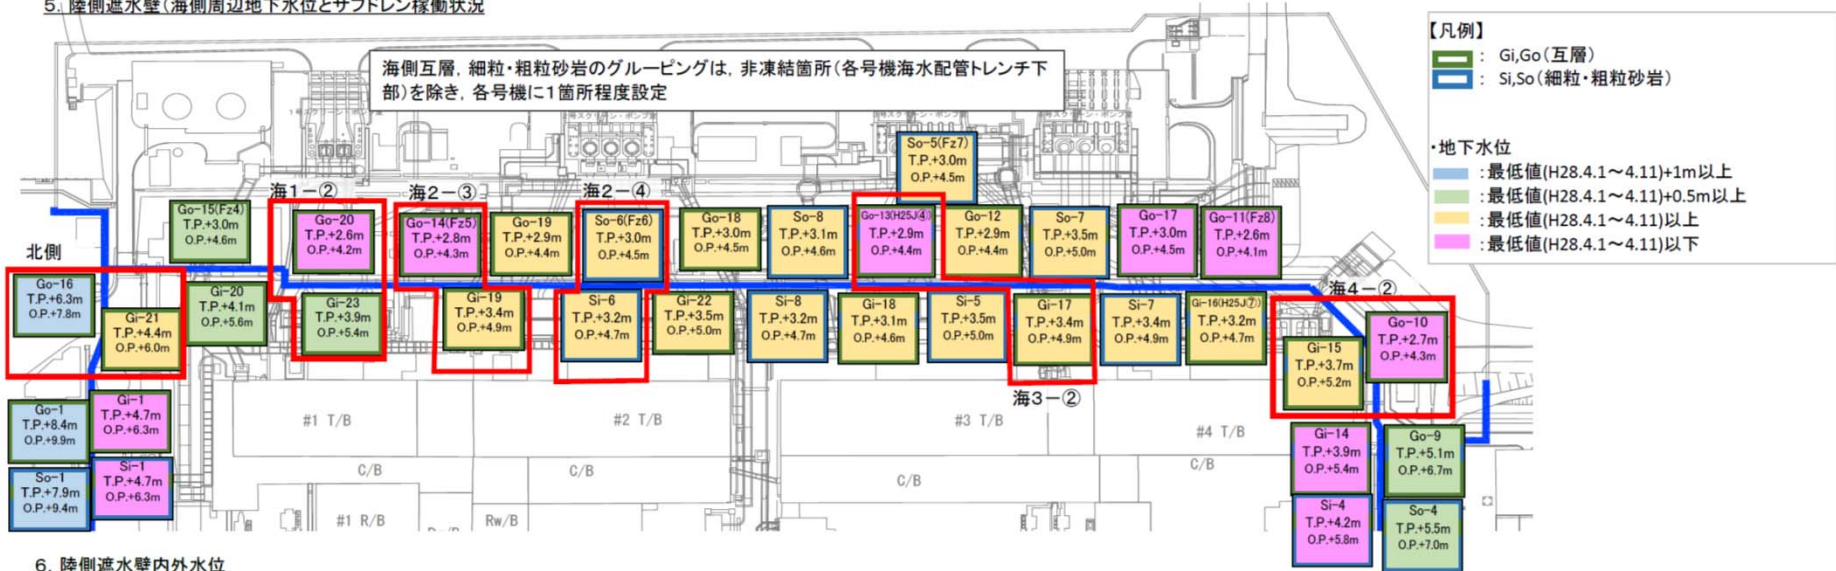 5. 陸側遮水壁(海側周辺地下水位とサブドレン稼働状況
【凡例】
: Gi,Go(互層)
: Si,So(細粒・粗粒砂岩)
・地下水位
:最低値(H28.4.1~4.11)+1m以上
:最低値(H28.4.1~4.11)+0.5m以上
:最低値(H28.4.1~4.11)以上
:最低値(H28.4.1~4.11)以下
海側互層,細粒・粗粒砂岩のグルーピングは,非凍結箇所(各号機海水配管トレンチ下
部)を除き,各号機に1箇所程度設定
So-5(Fz7)
T.P.+3.0m
O.P.+4.5m
海1-②
海2-③
海2-④
Go-15(Fz4)
T.P.+3.0m
O.P.+4.6m
Go-20
T.P.+2.6m
O.P.+4.2m
Go-14(Fz5)
T.P.+2.8m
O.P.+4.3m
Go-19
T.P.+2.9m
O.P.+4.4m
So-6(Fz6)
T.P.+3.0m
O.P.+4.5m
Go-18
T.P.+3.0m
O.P.+4.5m
So-8
T.P.+3.1m
O.P.+4.6m
Go-13(H25J④)
T.P.+2.9m
O.P.+4.4m
Go-12
T.P.+2.9m
O.P.+4.4m
So-7
T.P.+3.5m
O.P.+5.0m
Go-17
T.P.+3.0m
O.P.+4.5m
Go-11(Fz8)
T.P.+2.6m
O.P.+4.1m
北側
Go-16
T.P.+6.3m
O.P.+7.8m
Gi-21
T.P.+4.4m
O.P.+6.0m
Gi-20
T.P.+4.1m
O.P.+5.6m
Gi-23
T.P.+3.9m
O.P.+5.4m
Gi-19
T.P.+3.4m
O.P.+4.9m
Si-6
T.P.+3.2m
O.P.+4.7m
Gi-22
T.P.+3.5m
O.P.+5.0m
Si-8
T.P.+3.2m
O.P.+4.7m
Gi-18
T.P.+3.1m
O.P.+4.6m
Si-5
T.P.+3.5m
O.P.+5.0m
Gi-17
T.P.+3.4m
O.P.+4.9m
Si-7
T.P.+3.4m
O.P.+4.9m
Gi-16(H25J⑦)
T.P.+3.2m
O.P.+4.7m
海4-②
Gi-15
T.P.+3.7m
O.P.+5.2m
Go-10
T.P.+2.7m
O.P.+4.3m
海3-②
Go-1
T.P.+8.4m
O.P.+9.9m
Gi-1
T.P.+4.7m
O.P.+6.3m
So-1
T.P.+7.9m
O.P.+9.4m
Si-1
T.P.+4.7m
O.P.+6.3m
#1 T/B
#2 T/B
#3 T/B
#4 T/B
C/B
C/B
C/B
C/B
#1 R/B
Rw/B
Gi-14
T.P.+3.9m
O.P.+5.4m
Go-9
T.P.+5.1m
O.P.+6.7m
Si-4
T.P.+4.2m
O.P.+5.8m
So-4
T.P.+5.5m
O.P.+7.0m
6. 陸側遮水壁内外水位